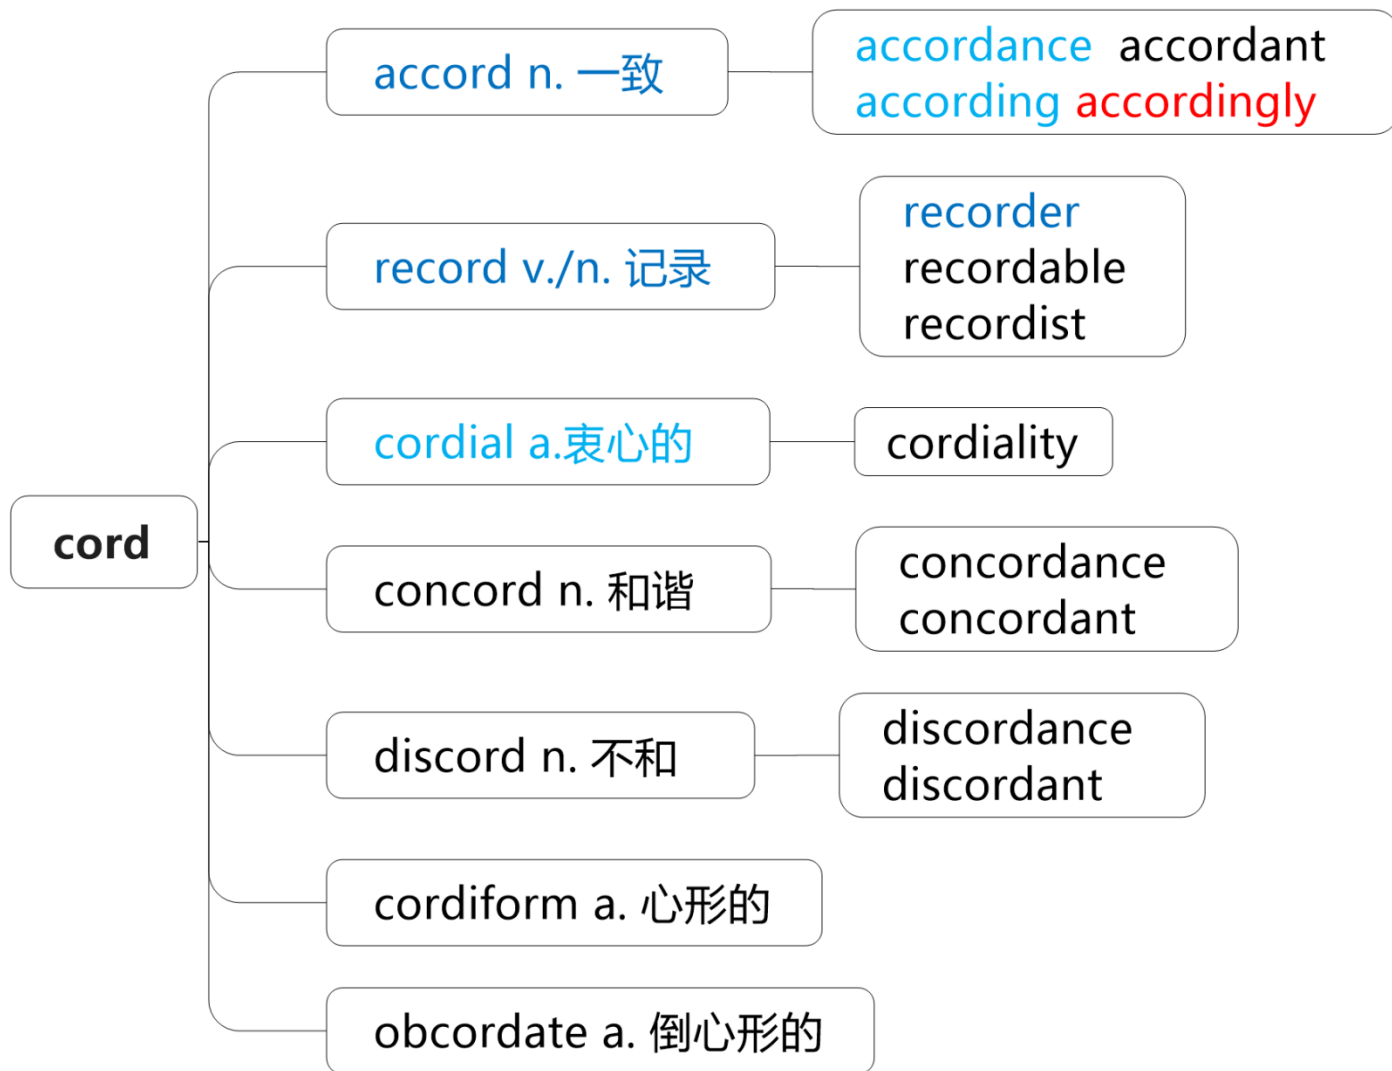 cord
accord n. 一致
accordance accordant
according accordingly
record v./n. 记录
recorder
recordable
recordist
cordial a.衷心的
cordiality
concord n. 和谐
concordance
concordant
discord n. 不和
discordance
discordant
cordiform a. 心形的
obcordate a. 倒心形的